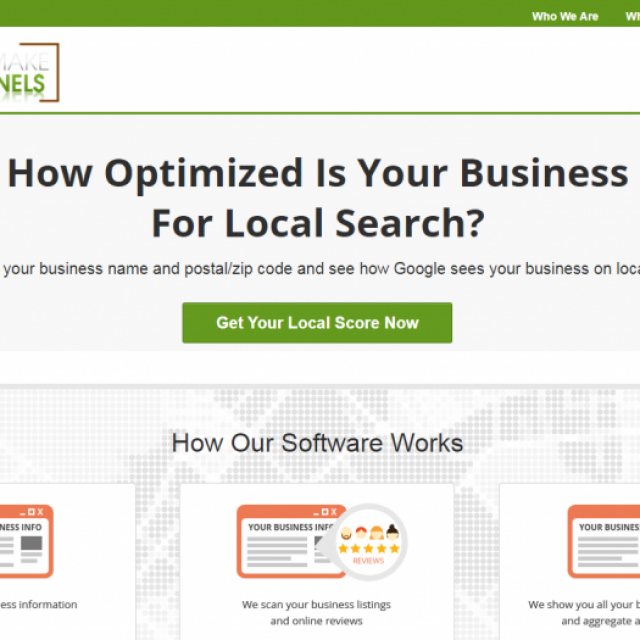 Who We Are Wh
MAKE
NELS
How Optimized Is Your Business
For Local Search?
your business name and postal/zip code and see how Google sees your business on loca
Get Your Local Score Now
How Our Software Works
NESS INFO
YOUR BUSINESS INFO
REVIEWS
YOUR BUSINES
ess information
We scan your business listings
and online reviews
We show you all your b
and aggregate a